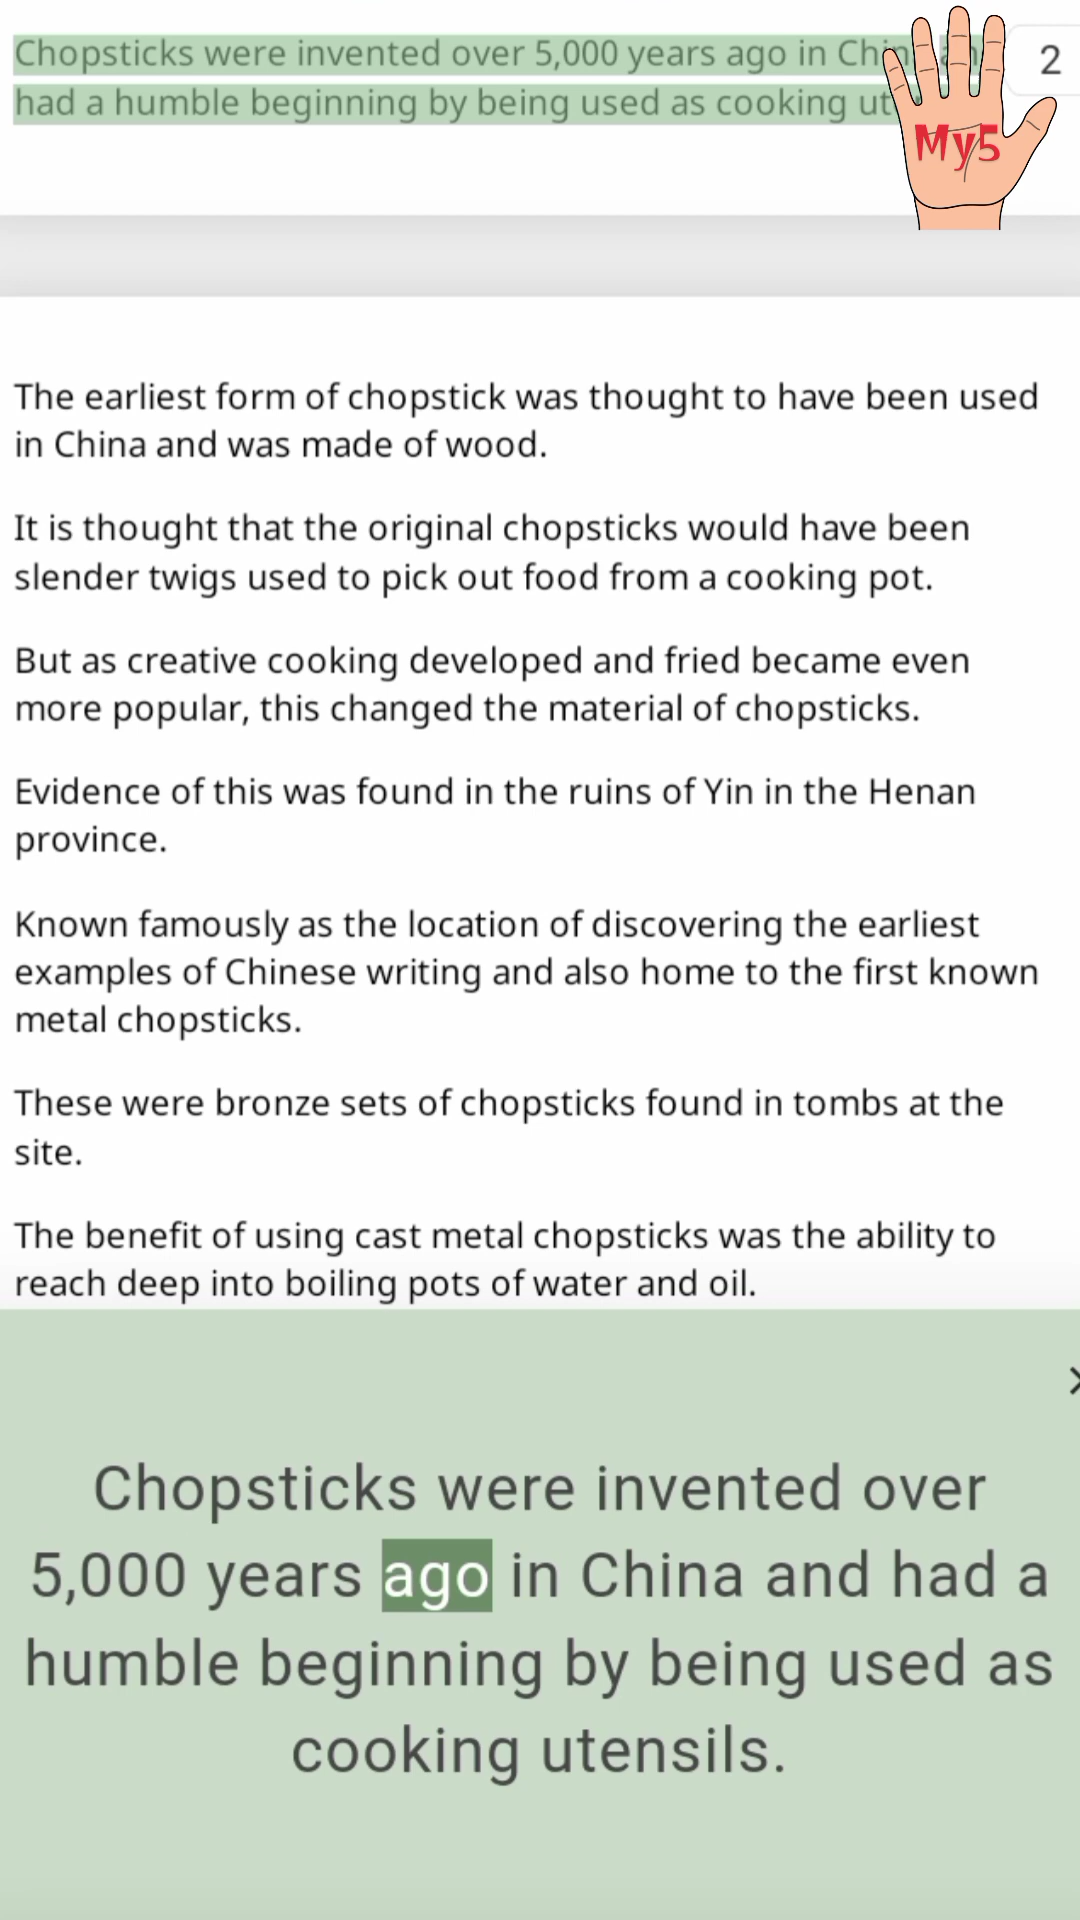 Chopsticks were invented over 5,000 years ago in China
had a humble beginning by being used as cooking
My5
2
The earliest form of chopstick was thought to have been used
in China and was made of wood.
It is thought that the original chopsticks would have been
slender twigs used to pick out food from a cooking pot.
But as creative cooking developed and fried became even
more popular, this changed the material of chopsticks.
Evidence of this was found in the ruins of Yin in the Henan
province.
Known famously as the location of discovering the earliest
examples of Chinese writing and also home to the first known
metal chopsticks.
These were bronze sets of chopsticks found in tombs at the
site.
The benefit of using cast metal chopsticks was the ability to
reach deep into boiling pots of water and oil.
Chopsticks were invented over
5,000 years ago in China and had a
humble beginning by being used as
cooking utensils.